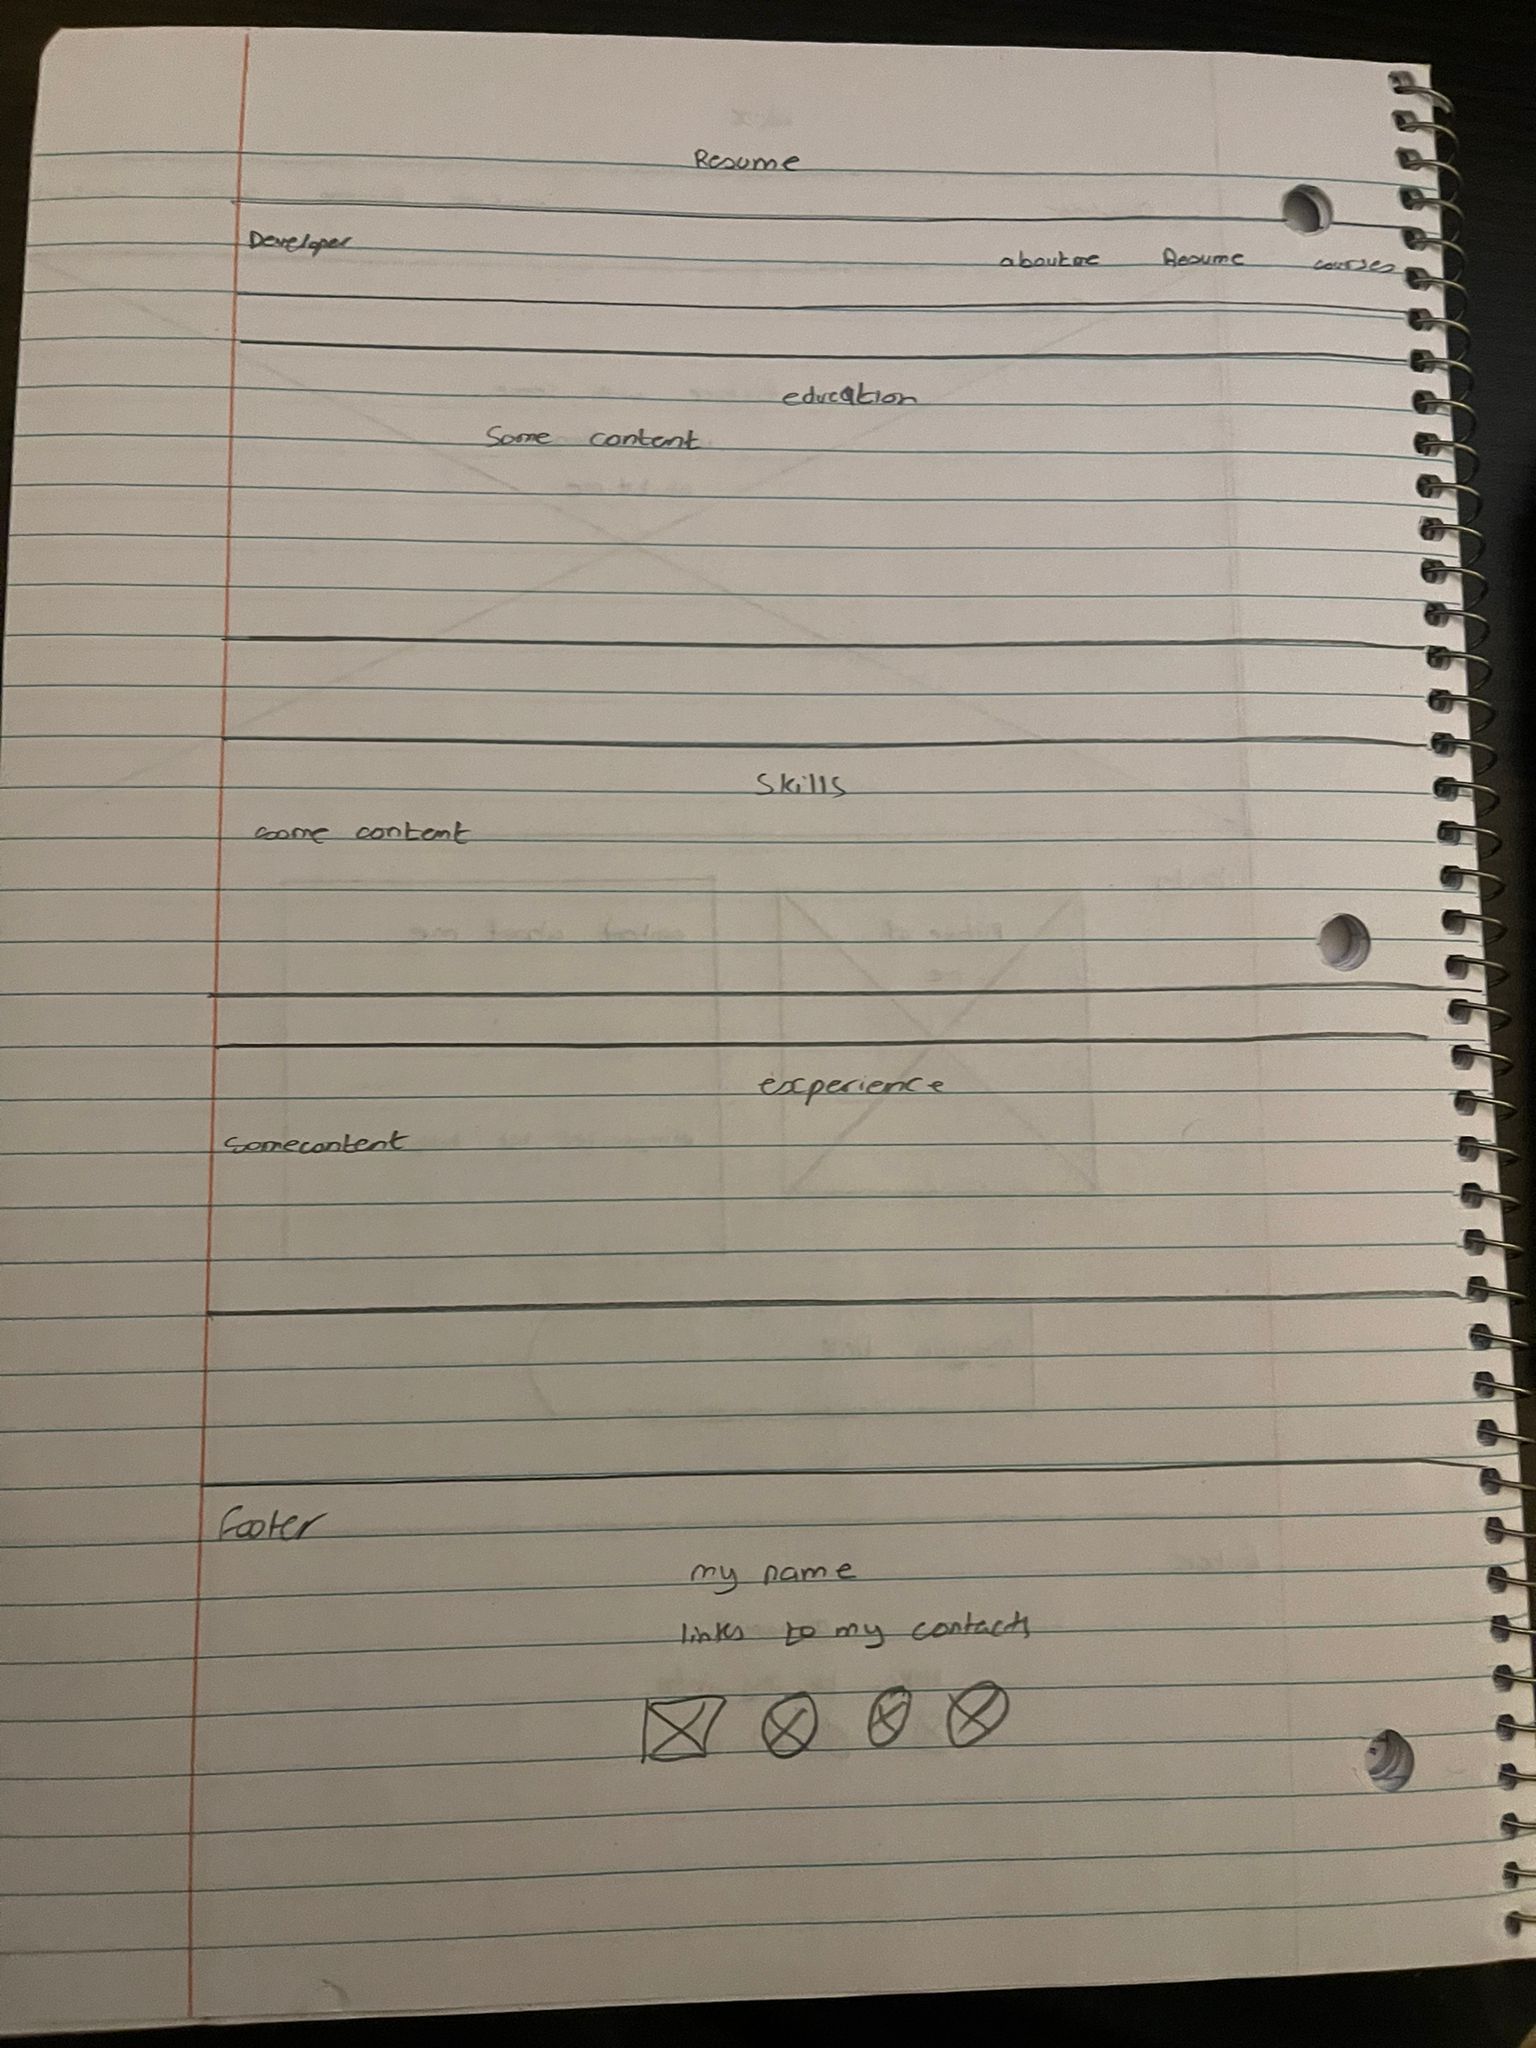 Resume
Developer aboutme Resume courses
education
Some content
Skills
some content
experience
somecontent
footer
my name
links to my contacts